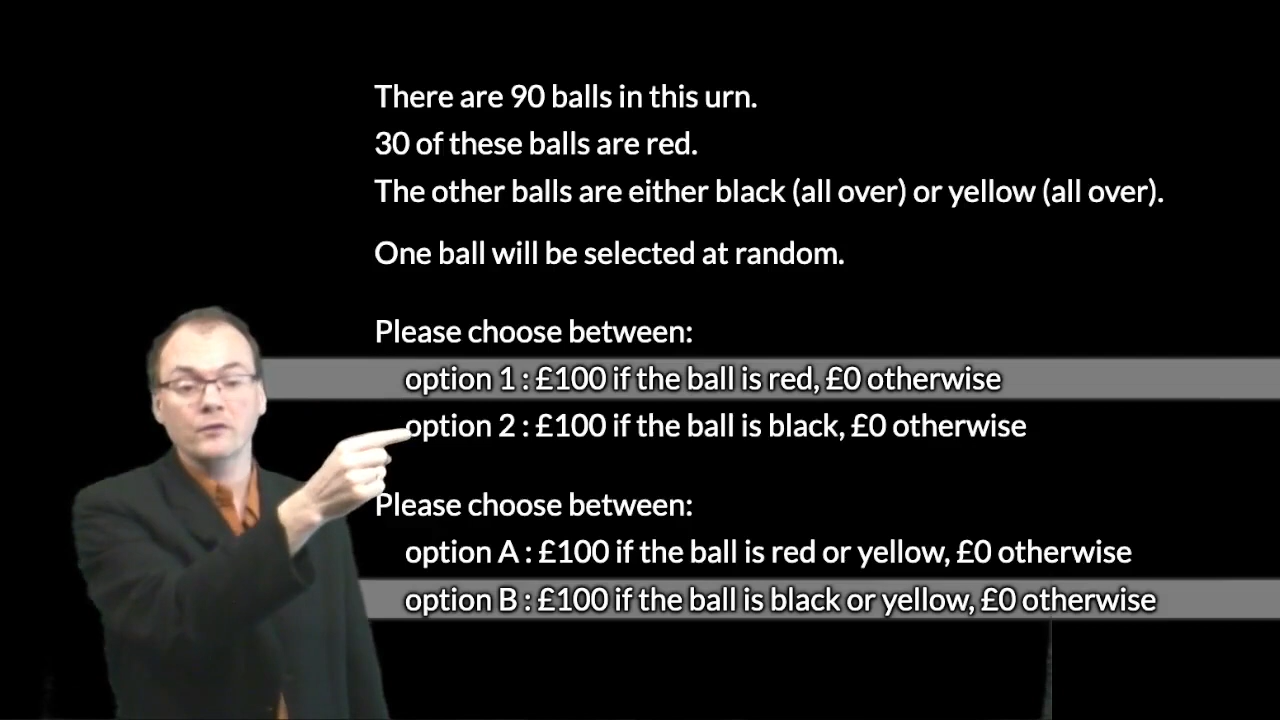 There are 90 balls in this urn.
30 of these balls are red.
The other balls are either black (all over) or yellow (all over).
One ball will be selected at random.
Please choose between:
option 1 : £100 if the ball is red, £0 otherwise
option 2 : £100 if the ball is black, £0 otherwise
Please choose between:
option A : £100 if the ball is red or yellow, £0 otherwise
option B : £100 if the ball is black or yellow, £0 otherwise